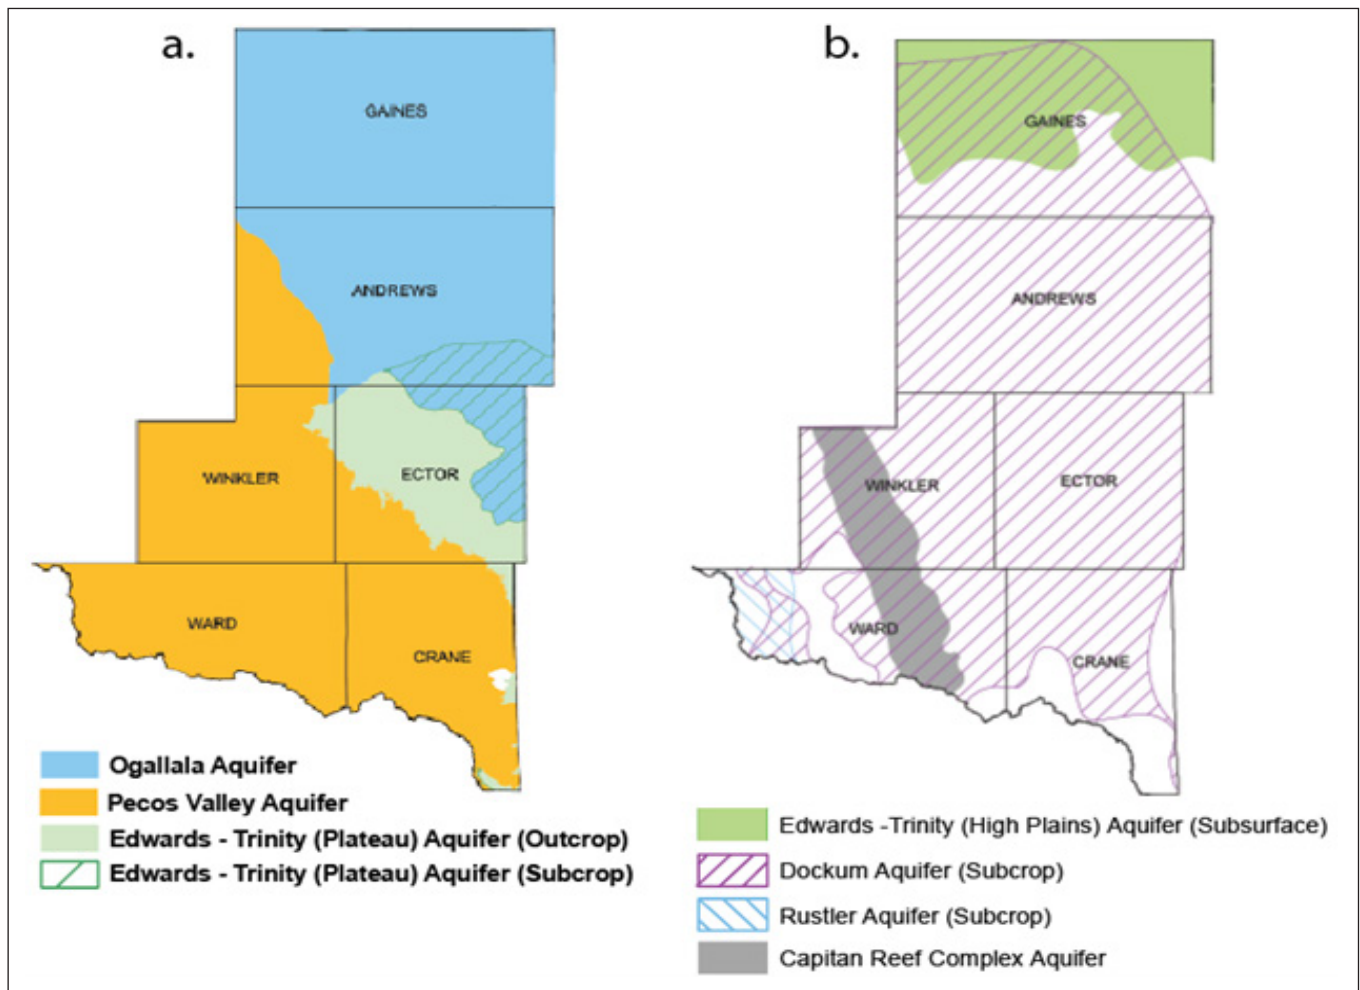 a.
GAINES
ANDREWS
WINKLER
ECTOR
WARD
CRANE
Ogallala Aquifer
Pecos Valley Aquifer
Edwards - Trinity (Plateau) Aquifer (Outcrop)
Edwards - Trinity (Plateau) Aquifer (Subcrop)
b.
GAINES
ANDREWS
WINKLER
ECTOR
WARD
CRANE
Edwards -Trinity (High Plains) Aquifer (Subsurface)
Dockum Aquifer (Subcrop)
Rustler Aquifer (Subcrop)
Capitan Reef Complex Aquifer